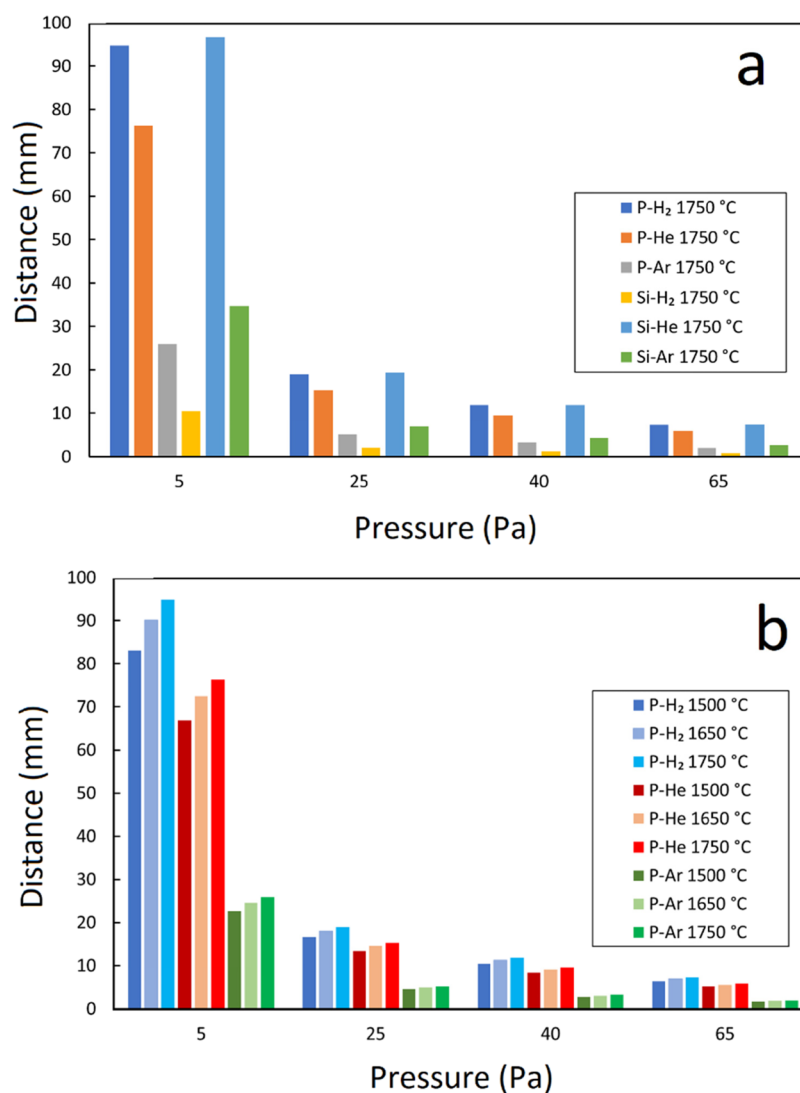 a
100
90
80
70
60
50
40
30
20
10
0
Distance (mm)
P-H₂ 1750 °C
P-He 1750 °C
P-Ar 1750 °C
Si-H₂ 1750 °C
Si-He 1750 °C
Si-Ar 1750 °C
5 25 40 65
Pressure (Pa)
b
100
90
80
70
60
50
40
30
20
10
0
Distance (mm)
P-H₂ 1500 °C
P-H₂ 1650 °C
P-H₂ 1750 °C
P-He 1500 °C
P-He 1650 °C
P-He 1750 °C
P-Ar 1500 °C
P-Ar 1650 °C
P-Ar 1750 °C
5 25 40 65
Pressure (Pa)